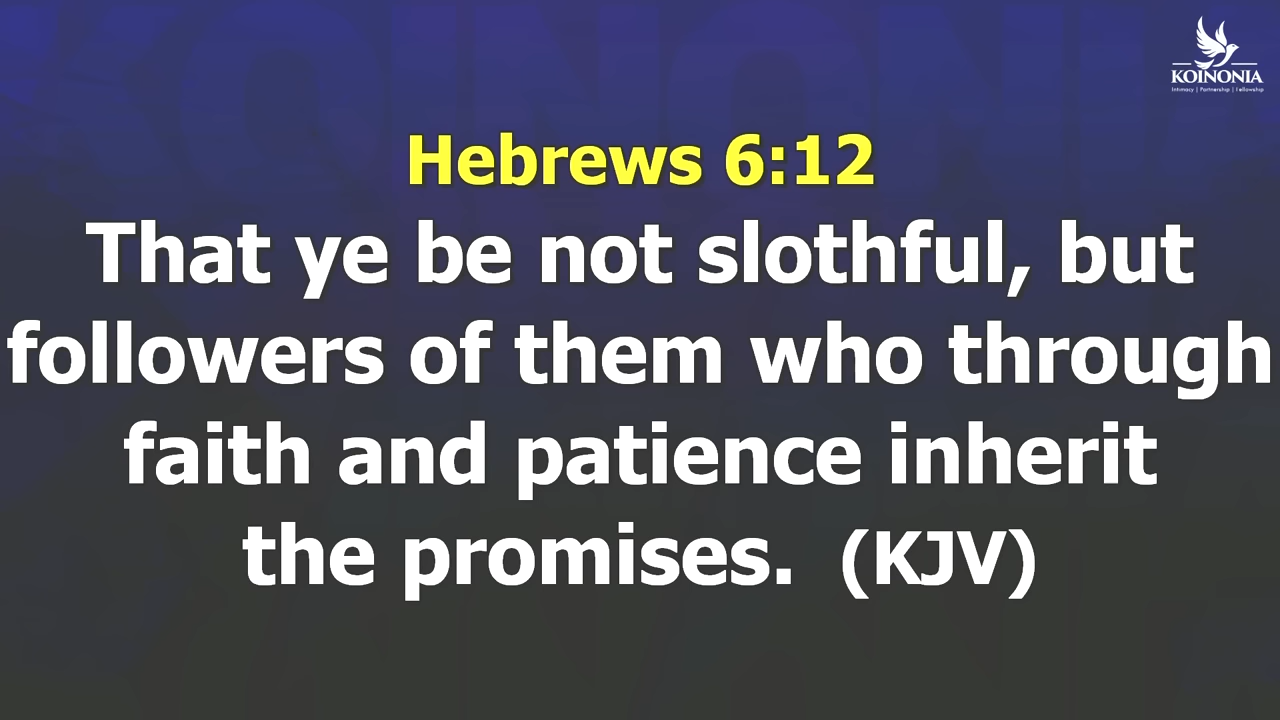 KOINONIA
Intimacy | Partnership | Fellowship
Hebrews 6:12
That ye be not slothful, but
followers of them who through
faith and patience inherit
the promises. (KJV)